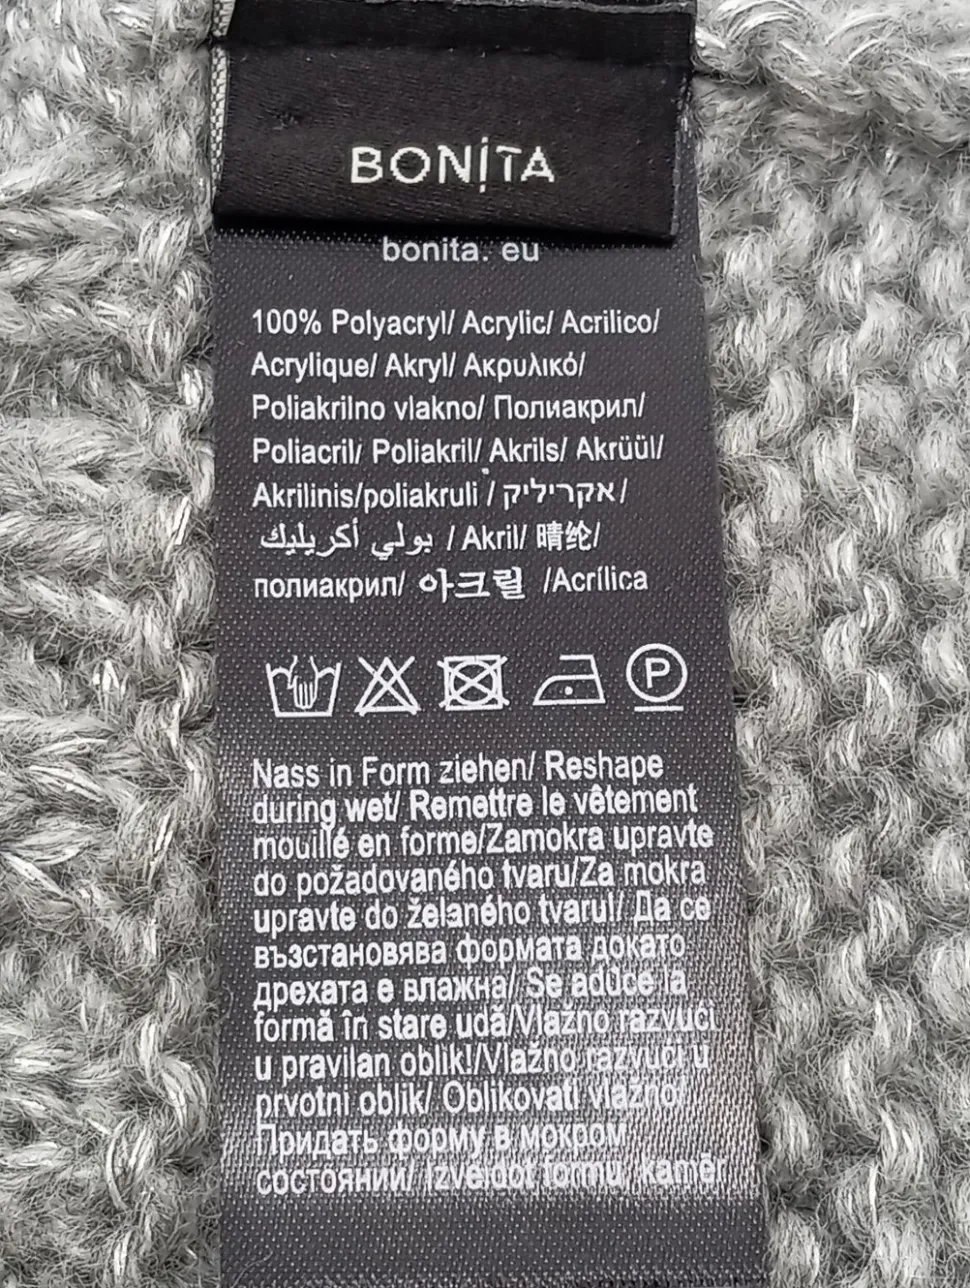 BONİTA
bonita. eu
100% Polyacryl/ Acrylic/ Acrilico/
Acrylique/ Akryl/ Ακρυλικό/
Poliakrilno vlakno/ Полиакрил/
Poliacril/ Poliakril/ Akrils/ Akrüül/
Akrilinis/poliakruli / אקריליק/
بولي أكريليك / Akril/ 晴纶/
полиакрил/ 아크릴 /Acrílica
P
Nass in Form ziehen/ Reshape
during wet/ Remettre le vêtement
mouillé en forme/Zamokra upravte
do požadovaného tvaru/Za mokra
upravte do želaného tvaru!/ Да се
възстановява формата докато
дрехата е влажна/ Se adûce la
formă în stare udă/Vlažno razvuci
u pravilan oblik!/Vlažno razvući u
prvotni oblik/ Oblikovati vlažno/
Придать форму в мокром
состоянии/ Izveidot formu, kamēr